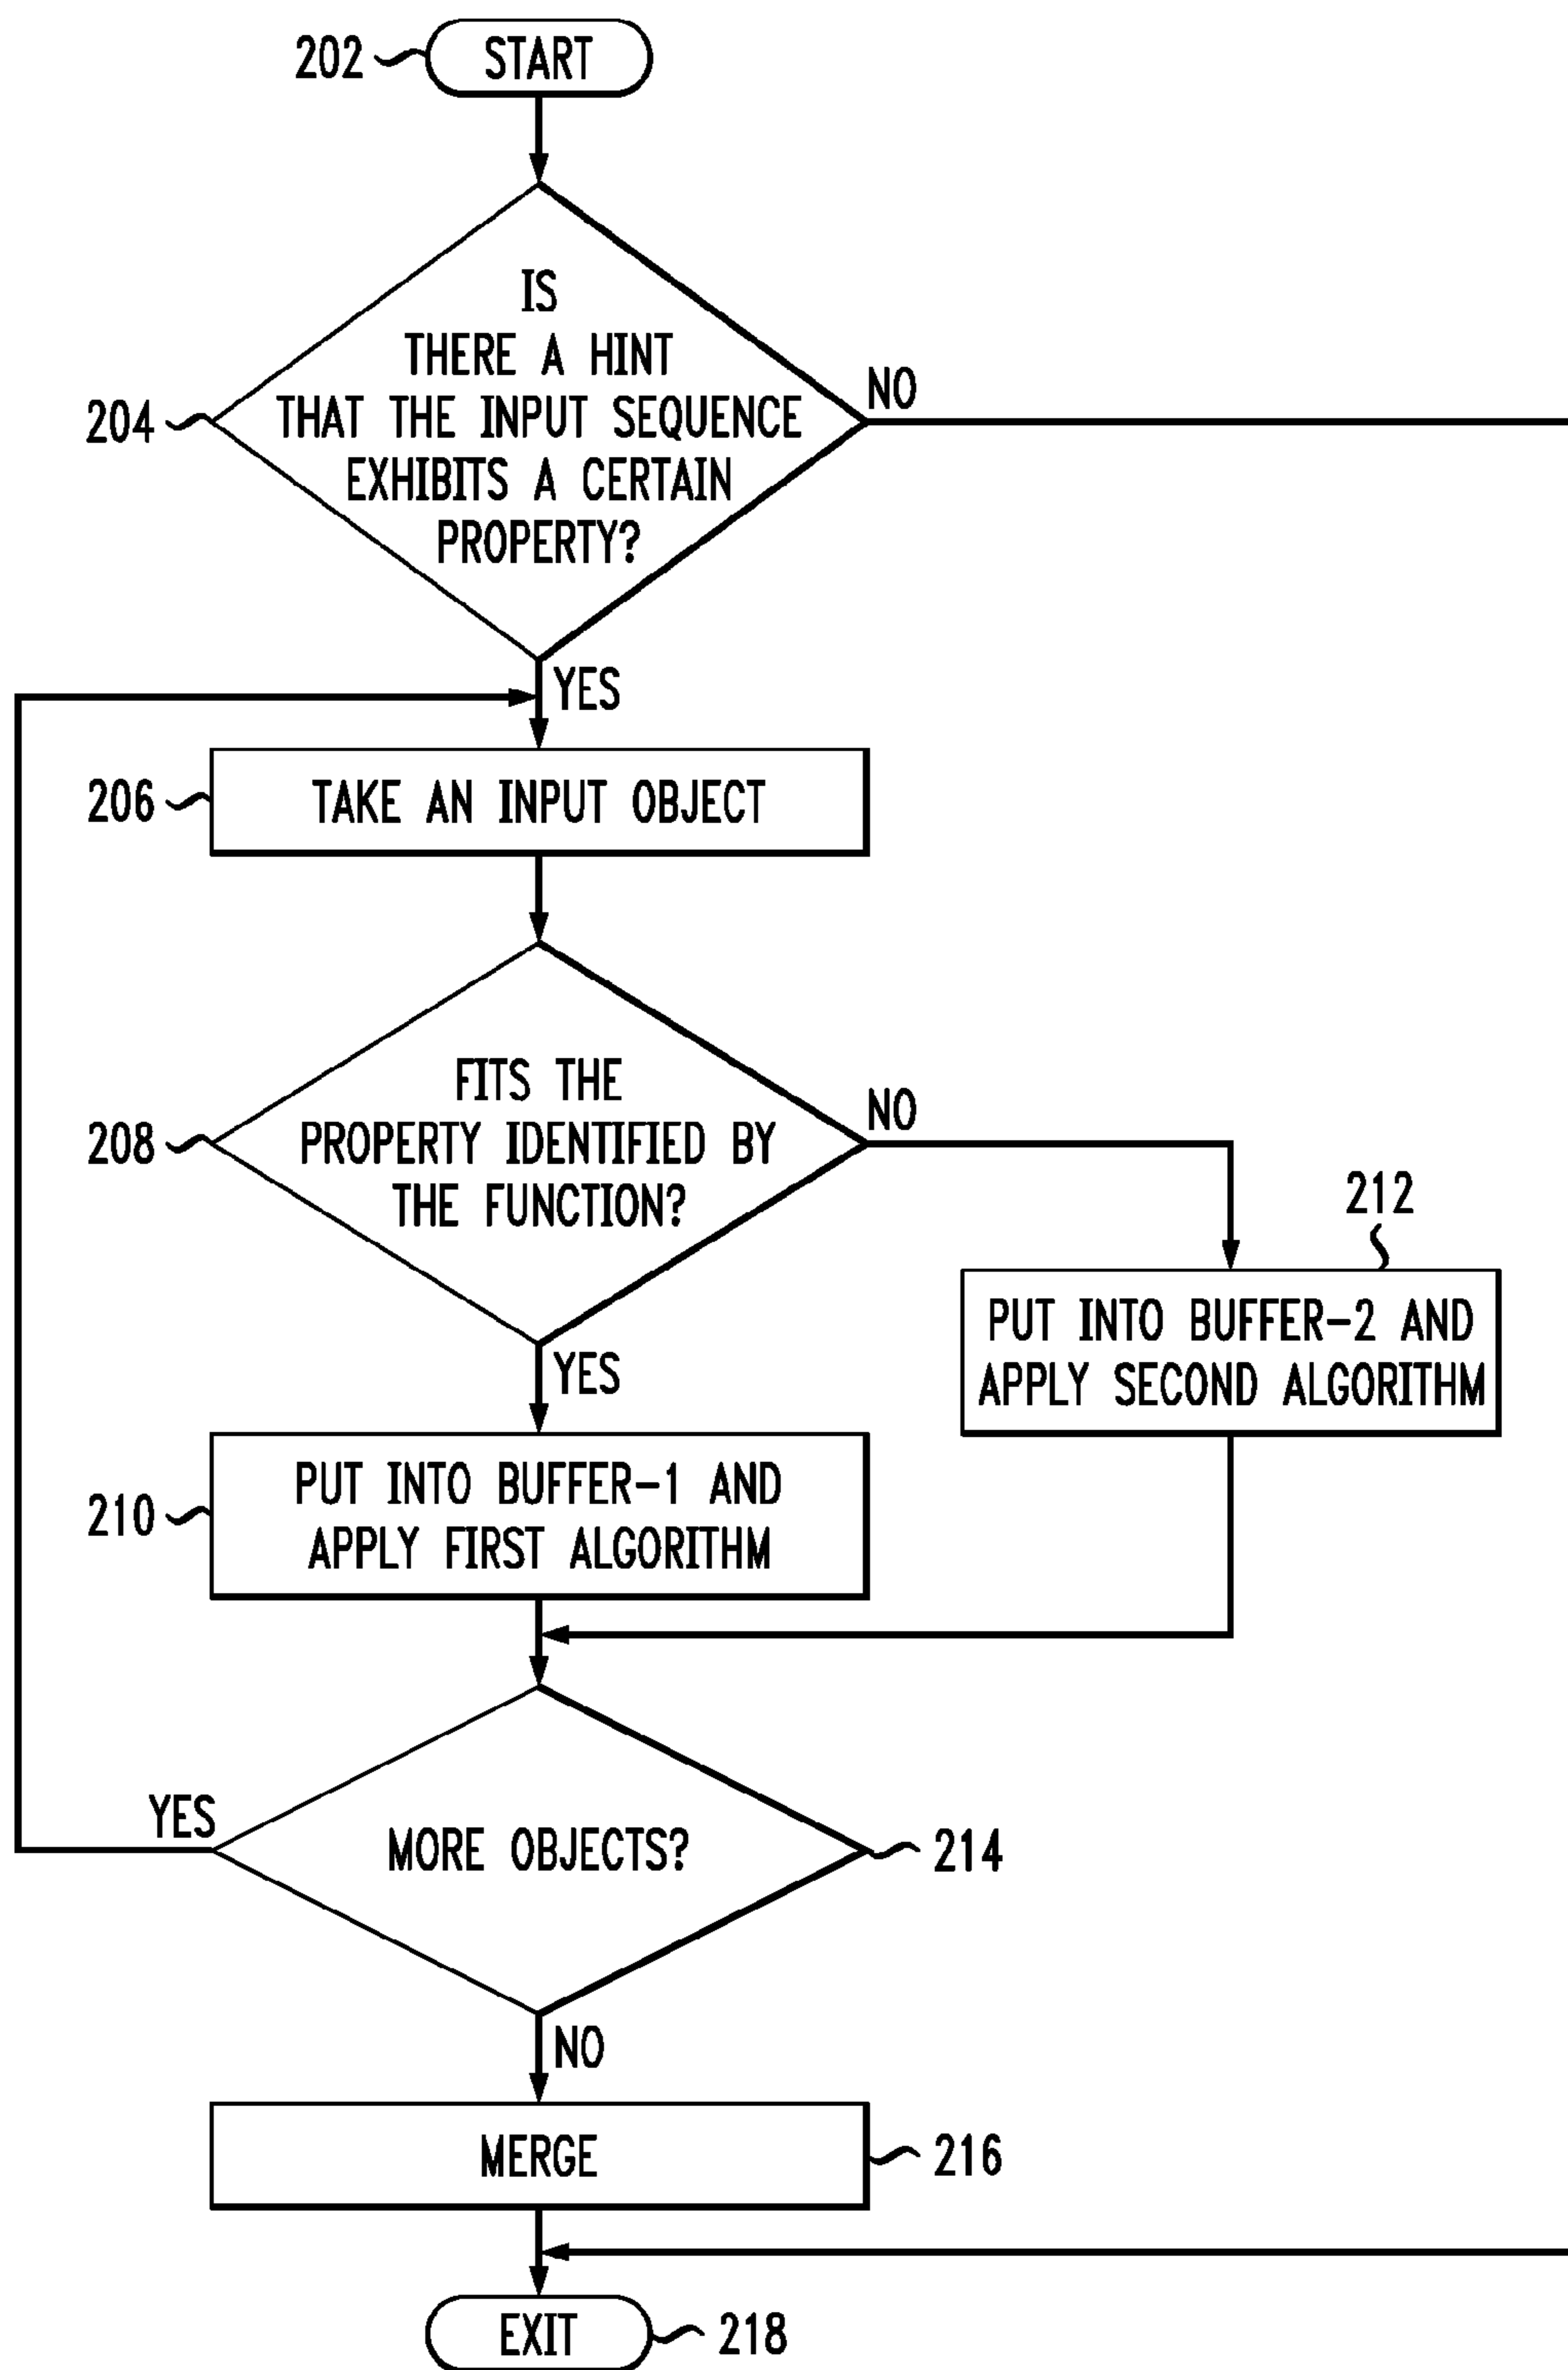 202
START
IS
THERE A HINT
THAT THE INPUT SEQUENCE
EXHIBITS A CERTAIN
PROPERTY?
204
NO
YES
206
TAKE AN INPUT OBJECT
FITS THE
PROPERTY IDENTIFIED BY
THE FUNCTION?
208
NO
212
PUT INTO BUFFER-2 AND
APPLY SECOND ALGORITHM
YES
210
PUT INTO BUFFER-1 AND
APPLY FIRST ALGORITHM
YES
MORE OBJECTS?
214
NO
MERGE
216
EXIT
218